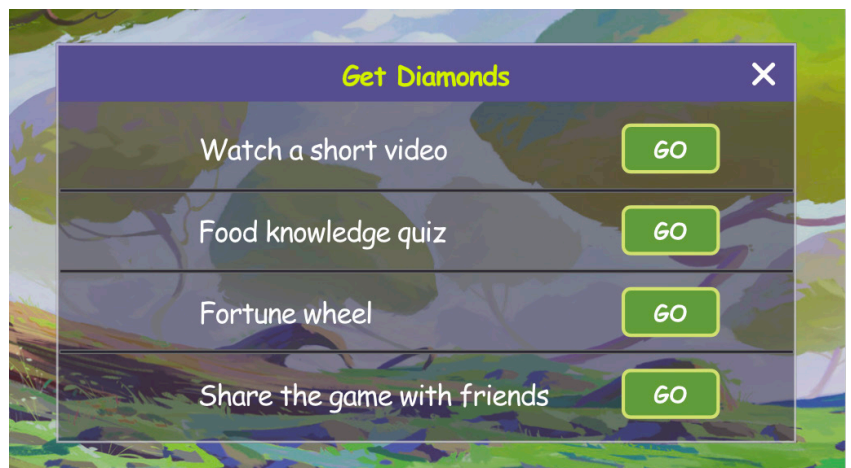 Get Diamonds
Watch a short video GO
Food knowledge quiz GO
Fortune wheel GO
Share the game with friends GO